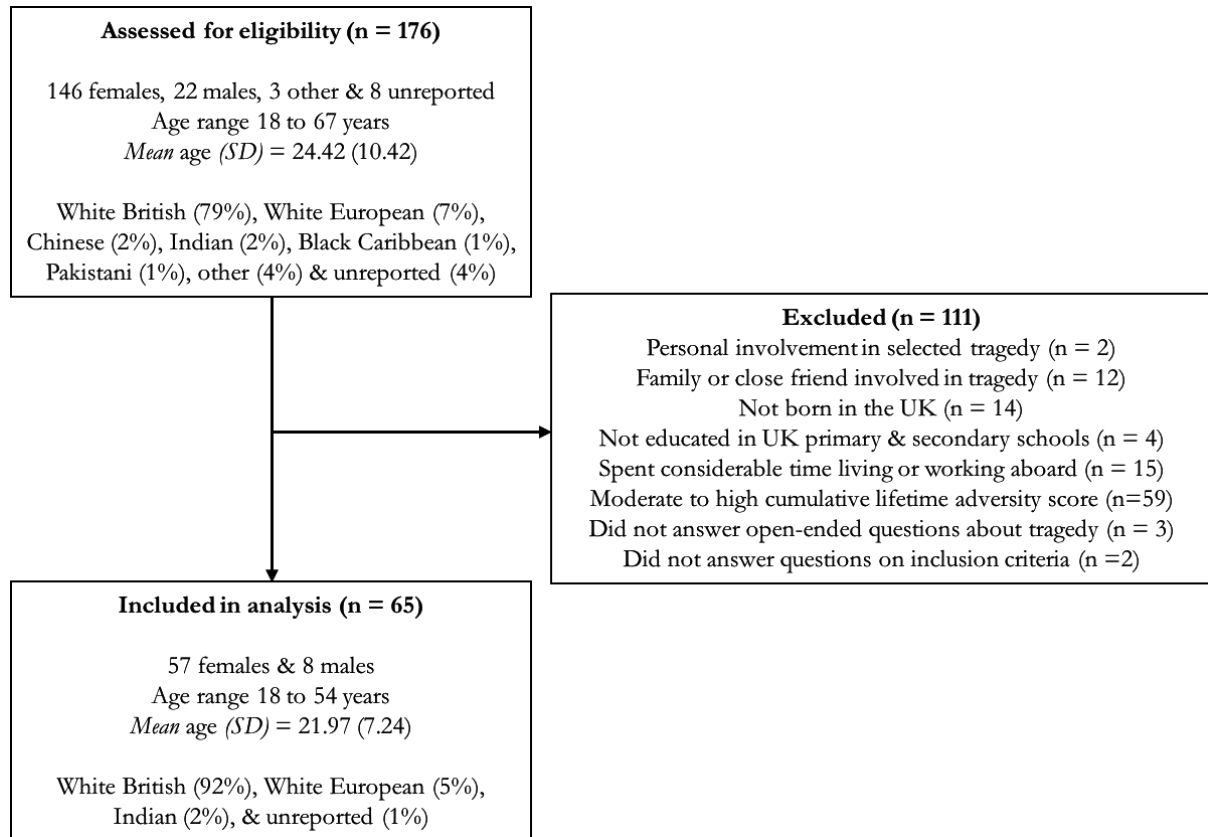 Assessed for eligibility (n = 176)
146 females, 22 males, 3 other & 8 unreported
Age range 18 to 67 years
Mean age (SD) = 24.42 (10.42)
White British (79%), White European (7%),
Chinese (2%), Indian (2%), Black Caribbean (1%),
Pakistani (1%), other (4%) & unreported (4%)
Excluded (n = 111)
Personal involvement in selected tragedy (n = 2)
Family or close friend involved in tragedy (n = 12)
Not born in the UK (n = 14)
Not educated in UK primary & secondary schools (n = 4)
Spent considerable time living or working aboard (n = 15)
Moderate to high cumulative lifetime adversity score (n=59)
Did not answer open-ended questions about tragedy (n = 3)
Did not answer questions on inclusion criteria (n =2)
Included in analysis (n = 65)
57 females & 8 males
Age range 18 to 54 years
Mean age (SD) = 21.97 (7.24)
White British (92%), White European (5%),
Indian (2%), & unreported (1%)